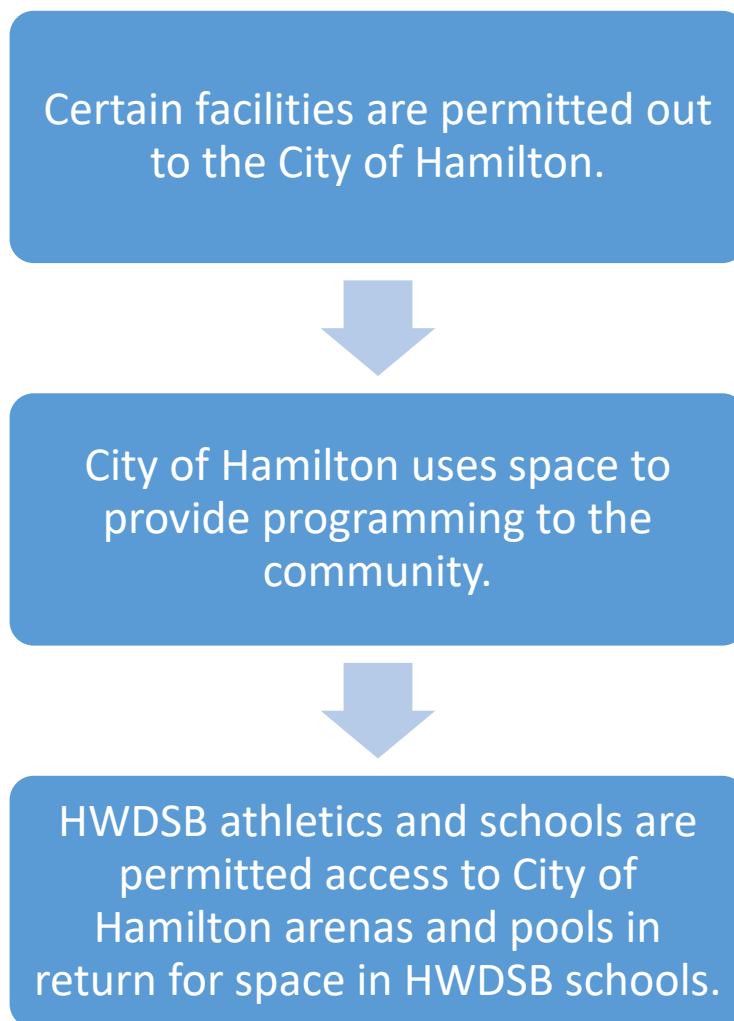 Certain facilities are permitted out
to the City of Hamilton.
City of Hamilton uses space to
provide programming to the
community.
HWDSB athletics and schools are
permitted access to City of
Hamilton arenas and pools in
return for space in HWDSB schools.